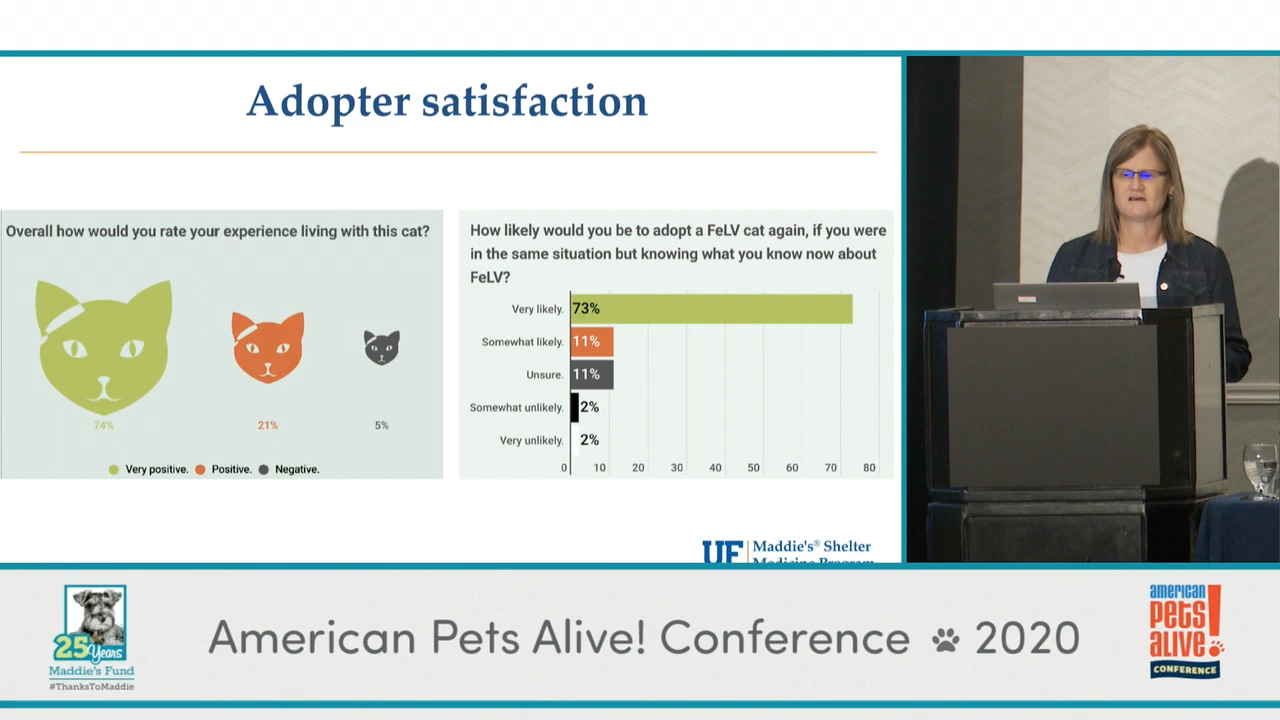 Adopter satisfaction
Overall how would you rate your experience living with this cat?
74%
21%
5%
Very positive. Positive. Negative.
How likely would you be to adopt a FeLV cat again, if you were
in the same situation but knowing what you know now about
FeLV?
Very likely. 73%
Somewhat likely. 11%
Unsure. 11%
Somewhat unlikely. 2%
Very unlikely. 2%
0 10 20 30 40 50 60 70 80
UF Maddie's® Shelter
Medicine Program
25 Years
Maddie's Fund
#ThanksToMaddie
American Pets Alive! Conference 2020
american
PETS
ALIVE!
CONFERENCE